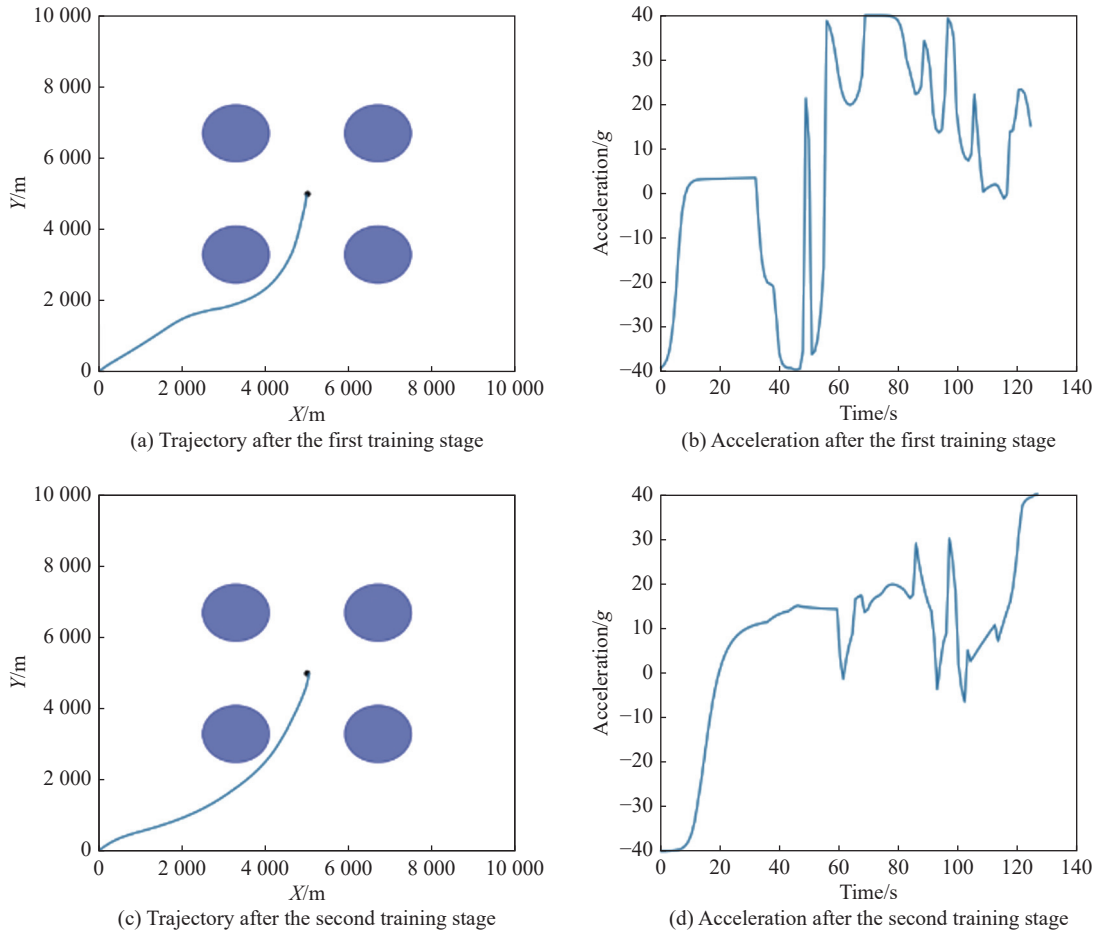 10 000
8 000
6 000
4 000
2 000
0
Y/m
0 2 000 4 000 6 000 8 000 10 000
X/m
(a) Trajectory after the first training stage
40
30
20
10
0
−10
−20
−30
−40
Acceleration/g
0 20 40 60 80 100 120 140
Time/s
(b) Acceleration after the first training stage
10 000
8 000
6 000
4 000
2 000
0
Y/m
0 2 000 4 000 6 000 8 000 10 000
X/m
(c) Trajectory after the second training stage
40
30
20
10
0
−10
−20
−30
−40
Acceleration/g
0 20 40 60 80 100 120 140
Time/s
(d) Acceleration after the second training stage